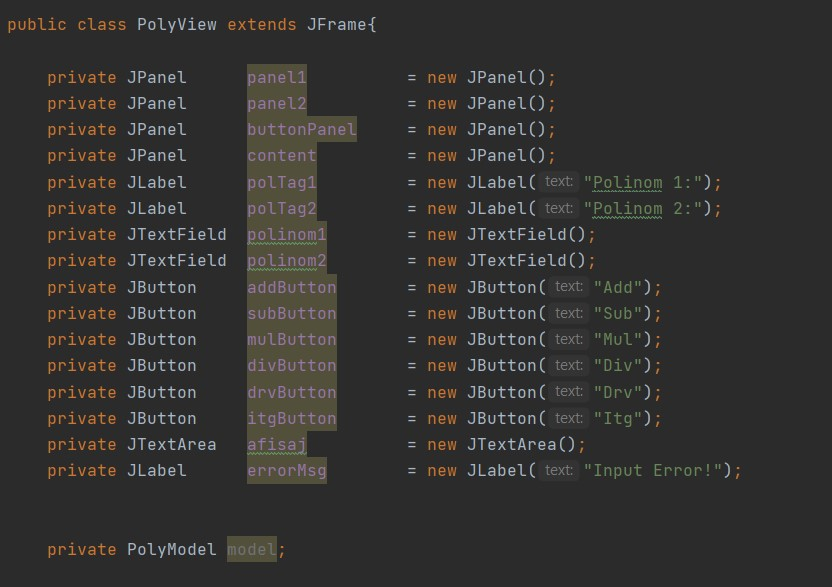 public class PolyView extends JFrame{
private JPanel panel1 = new JPanel();
private JPanel panel2 = new JPanel();
private JPanel buttonPanel = new JPanel();
private JPanel content = new JPanel();
private JLabel polTag1 = new JLabel( text: "Polinom 1:");
private JLabel polTag2 = new JLabel( text: "Polinom 2:");
private JTextField polinom1 = new JTextField();
private JTextField polinom2 = new JTextField();
private JButton addButton = new JButton( text: "Add");
private JButton subButton = new JButton( text: "Sub");
private JButton mulButton = new JButton( text: "Mul");
private JButton divButton = new JButton( text: "Div");
private JButton drvButton = new JButton( text: "Drv");
private JButton itgButton = new JButton( text: "Itg");
private JTextArea afisaj = new JTextArea();
private JLabel errorMsg = new JLabel( text: "Input Error!");
private PolyModel model;